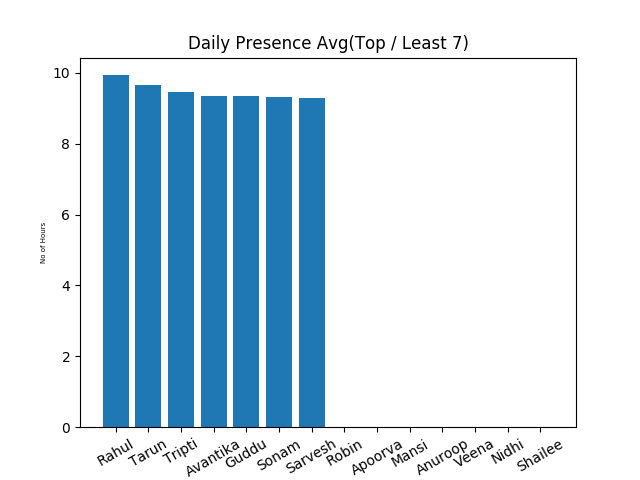 Daily Presence Avg(Top / Least 7)
No of Hours
10
8
6
4
2
0
Rahul
Tarun
Tripti
Avantika
Guddu
Sonam
Sarvesh
Robin
Apoorva
Mansi
Anuroop
Veena
Nidhi
Shailee